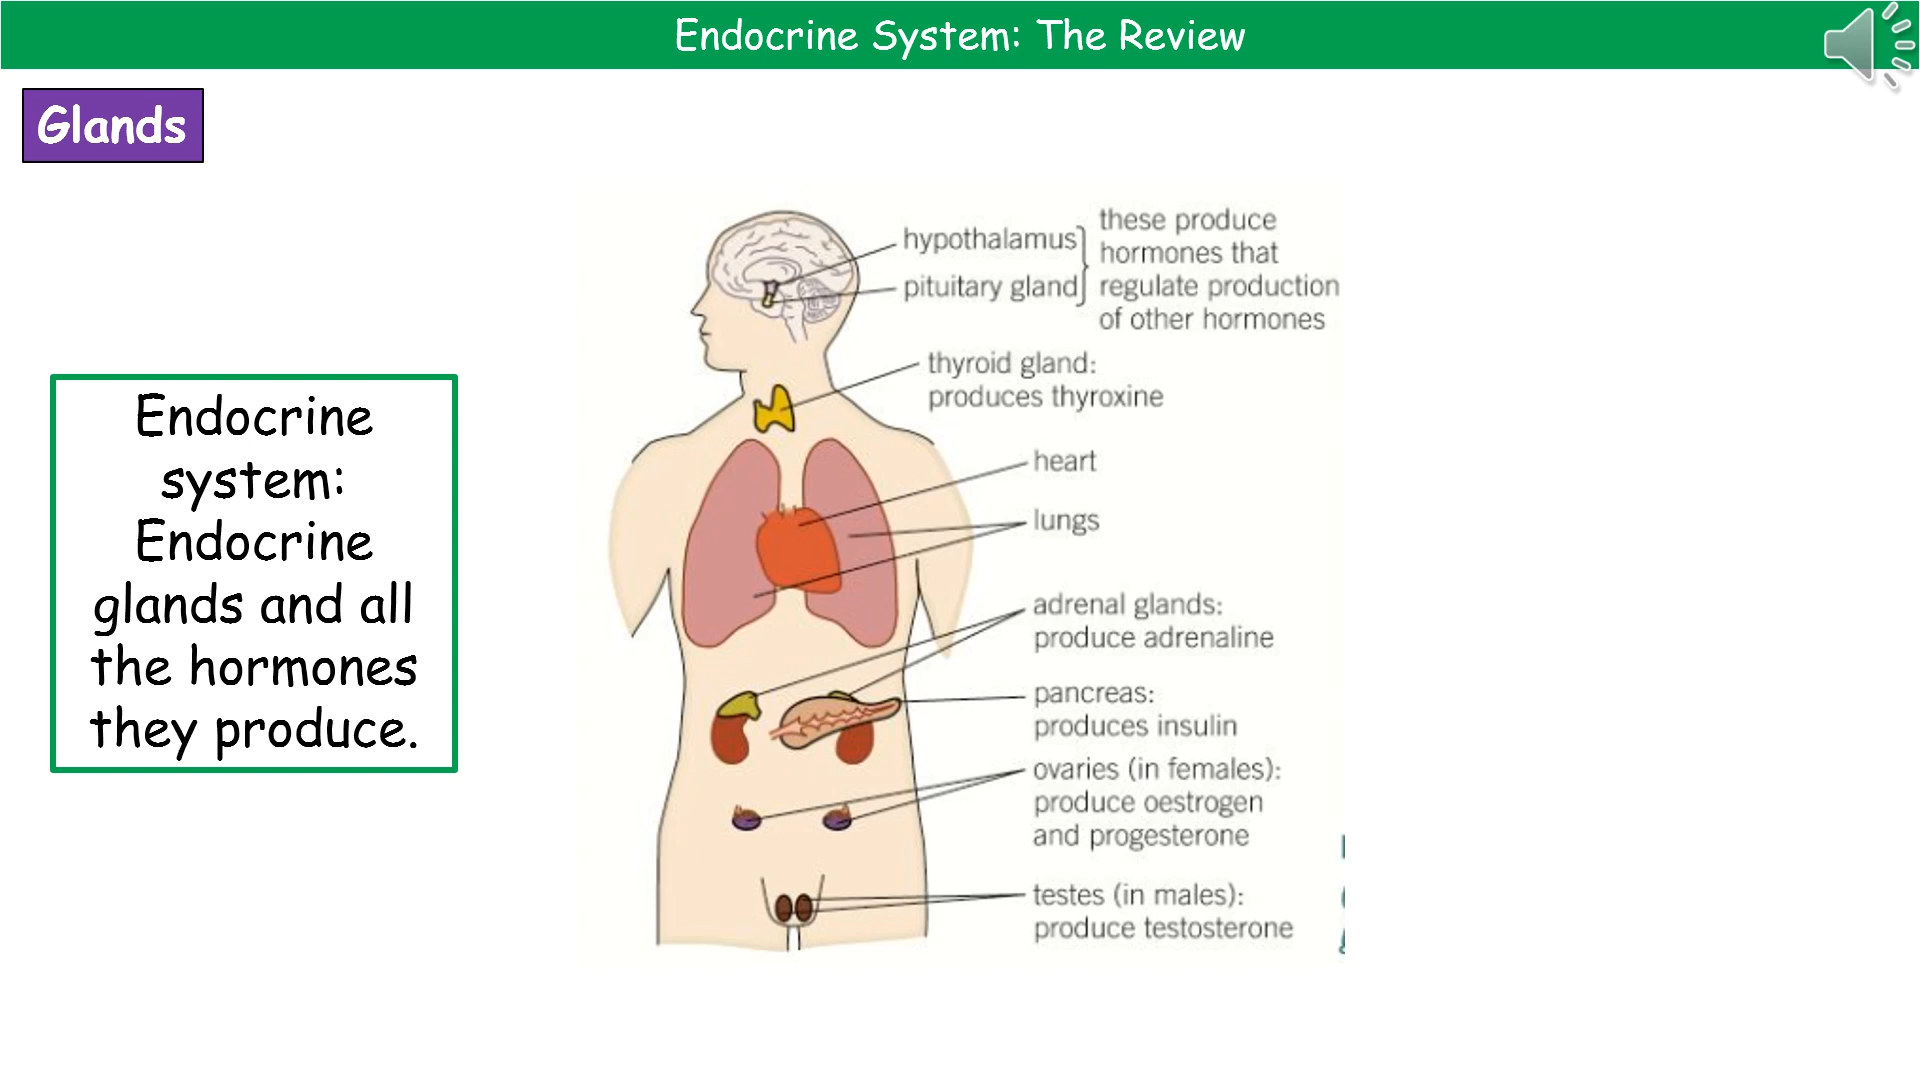 Endocrine System: The Review
Glands
Endocrine
system:
Endocrine
glands and all
the hormones
they produce.
hypothalamus
pituitary gland
these produce
hormones that
regulate production
of other hormones
thyroid gland:
produces thyroxine
heart
lungs
adrenal glands:
produce adrenaline
pancreas:
produces insulin
ovaries (in females):
produce oestrogen
and progesterone
testes (in males):
produce testosterone